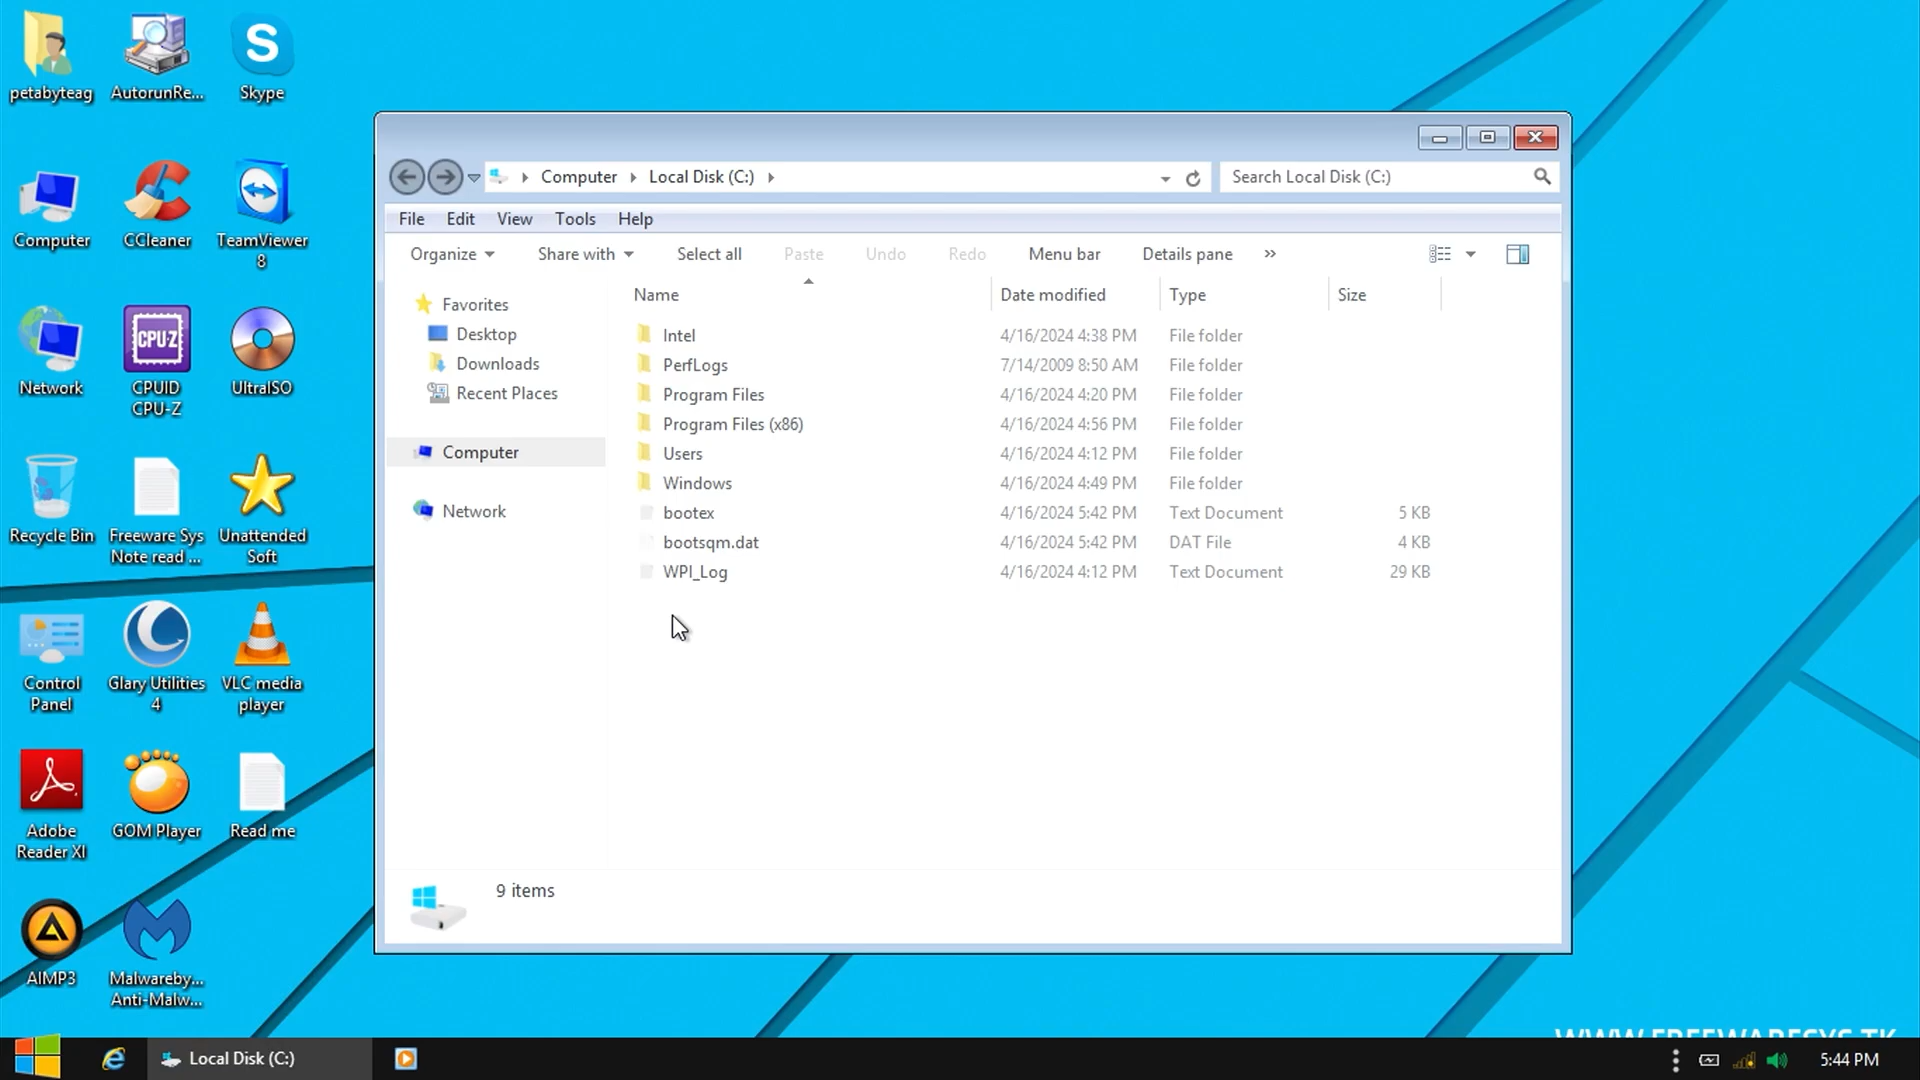 petabyteag
AutorunRe...
Skype
Computer
CCleaner
TeamViewer
8
Network
CPU-Z
CPUID
CPU-Z
UltraISO
Recycle Bin
Freeware Sys
Note read ...
Unattended
Soft
Control
Panel
Glary Utilities
4
VLC media
player
Adobe
Reader XI
GOM Player
Read me
AIMP3
Malwareby...
Anti-Malw...
Computer
Local Disk (C:)
Search Local Disk (C:)
File Edit View Tools Help
Organize Share with Select all Paste Undo Redo Menu bar Details pane »
Favorites
Desktop
Downloads
Recent Places
Computer
Network
Name Date modified Type Size
Intel 4/16/2024 4:38 PM File folder
PerfLogs 7/14/2009 8:50 AM File folder
Program Files 4/16/2024 4:20 PM File folder
Program Files (x86) 4/16/2024 4:56 PM File folder
Users 4/16/2024 4:12 PM File folder
Windows 4/16/2024 4:49 PM File folder
bootex 4/16/2024 5:42 PM Text Document 5 KB
bootsqm.dat 4/16/2024 5:42 PM DAT File 4 KB
WPI_Log 4/16/2024 4:12 PM Text Document 29 KB
9 items
WWW.FREEWARESYS.TK
Local Disk (C:)
5:44 PM